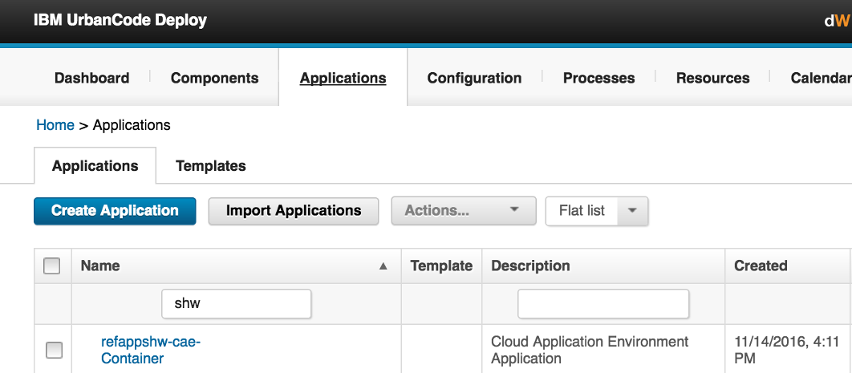 IBM UrbanCode Deploy
dW
Dashboard Components Applications Configuration Processes Resources Calendar
Home > Applications
Applications Templates
Create Application Import Applications Actions... Flat list
Name Template Description Created
shw
refappshw-cae- Cloud Application Environment 11/14/2016, 4:11
Container Application PM